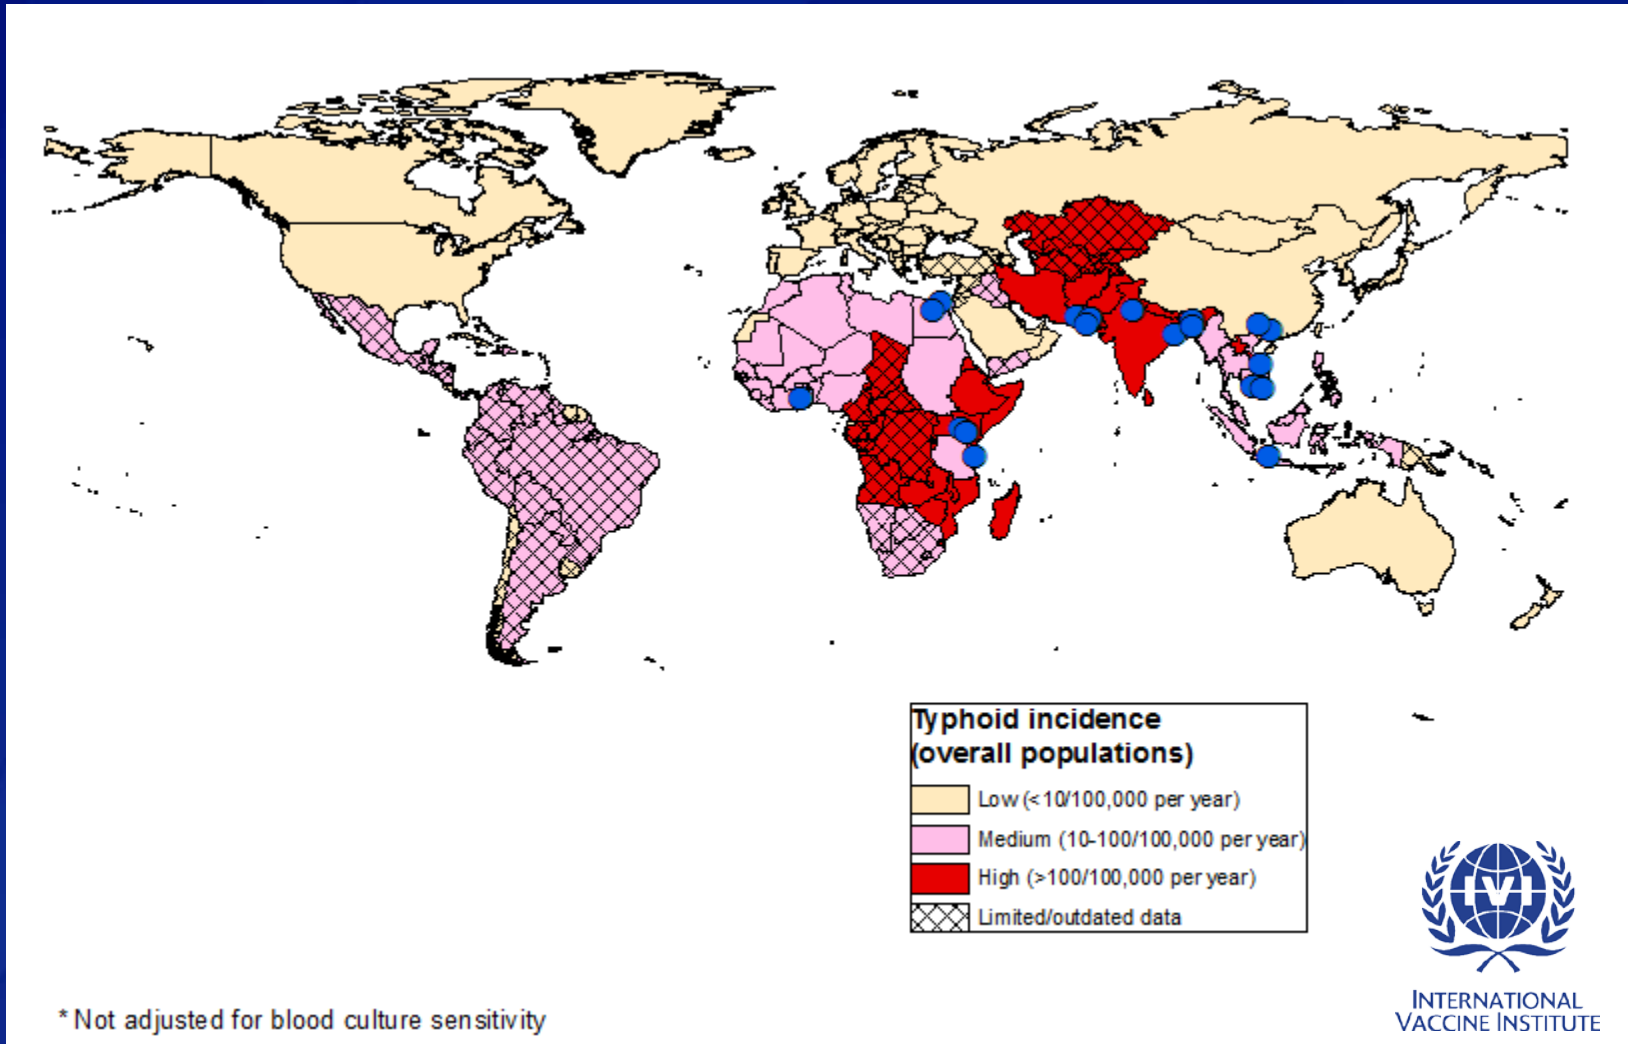 Typhoid incidence
(overall populations)
Low (<10/100,000 per year)
Medium (10-100/100,000 per year)
High (>100/100,000 per year)
Limited/outdated data
IVI
INTERNATIONAL
VACCINE INSTITUTE
* Not adjusted for blood culture sensitivity